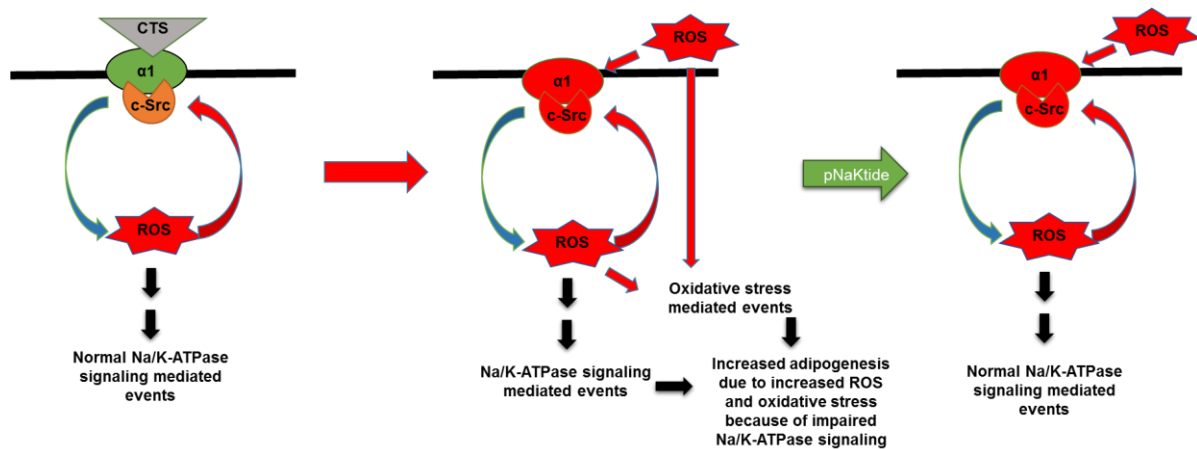 CTS
α1
c-Src
ROS
Normal Na/K-ATPase
signaling mediated
events
ROS
α1
c-Src
ROS
Oxidative stress
mediated events
Na/K-ATPase signaling
mediated events
Increased adipogenesis
due to increased ROS
and oxidative stress
because of impaired
Na/K-ATPase signaling
pNaKtide
ROS
α1
c-Src
ROS
Normal Na/K-ATPase
signaling mediated
events